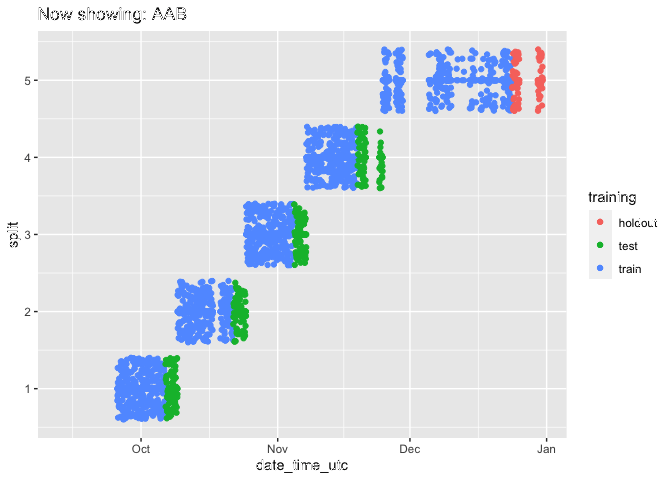 Now showing: AAB
split
5
4
3
2
1
Oct
Nov
Dec
Jan
date_time_utc
training
holdout
test
train